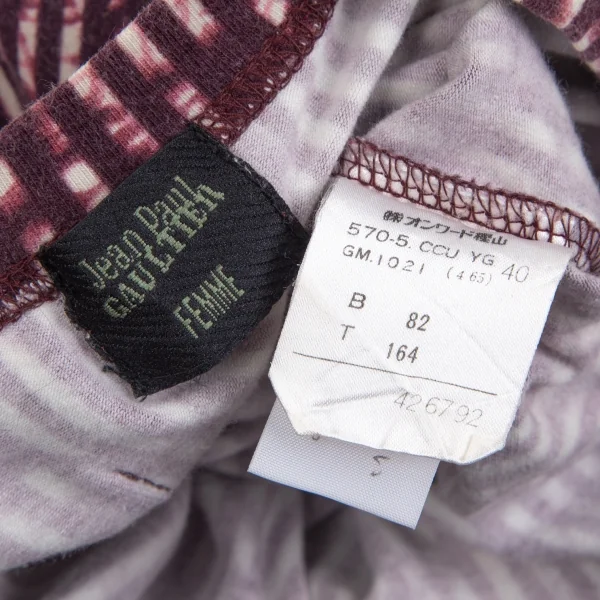 Jean Paul
GAULTIER
FEMME
㈱オンワード樫山
570-5. CCU YG 40
GM.1021 (465)
B 82
T 164
426792
S